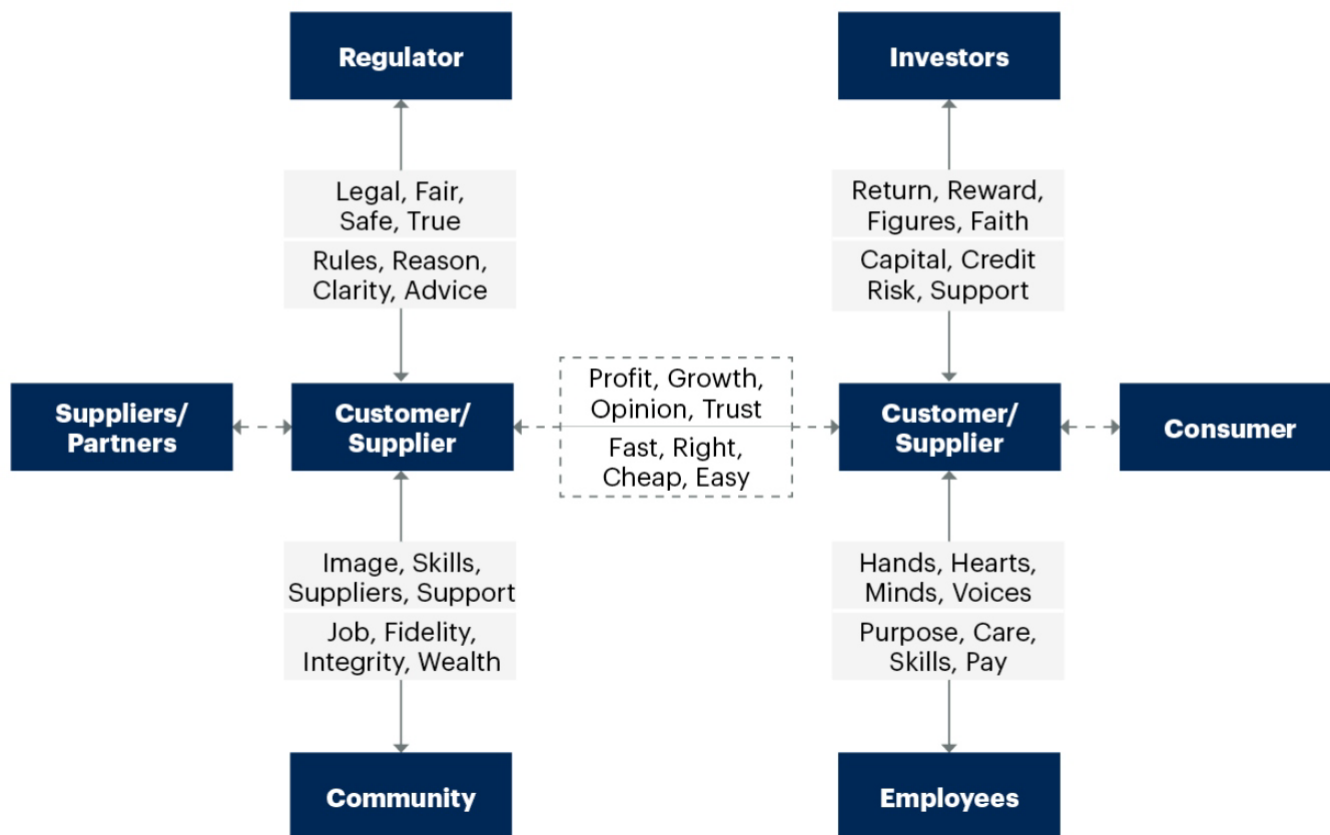 Regulator
Investors
Legal, Fair,
Safe, True
Return, Reward,
Figures, Faith
Rules, Reason,
Clarity, Advice
Capital, Credit
Risk, Support
Suppliers/
Partners
Customer/
Supplier
Profit, Growth,
Opinion, Trust
Fast, Right,
Cheap, Easy
Customer/
Supplier
Consumer
Image, Skills,
Suppliers, Support
Hands, Hearts,
Minds, Voices
Job, Fidelity,
Integrity, Wealth
Purpose, Care,
Skills, Pay
Community
Employees